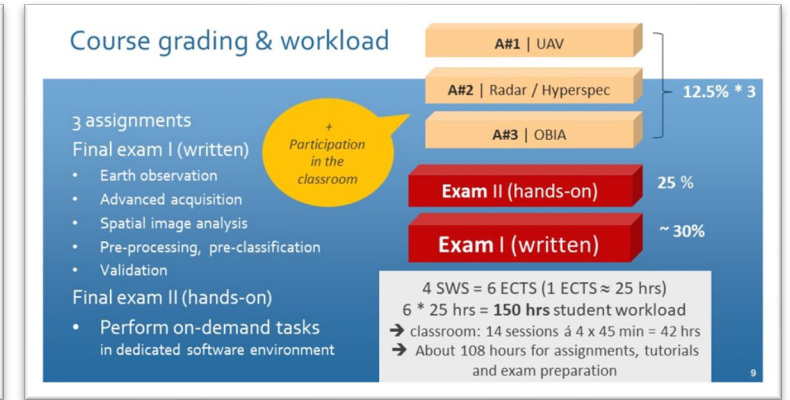 Course grading & workload
3 assignments
Final exam I (written)
• Earth observation
• Advanced acquisition
• Spatial image analysis
• Pre-processing, pre-classification
• Validation
Final exam II (hands-on)
• Perform on-demand tasks
in dedicated software environment
+
Participation
in the
classroom
A#1 | UAV
A#2 | Radar / Hyperspec
A#3 | OBIA
12.5% * 3
Exam II (hands-on)
25 %
Exam I (written)
~ 30%
4 SWS = 6 ECTS (1 ECTS ≈ 25 hrs)
6 * 25 hrs = 150 hrs student workload
➔ classroom: 14 sessions á 4 x 45 min = 42 hrs
➔ About 108 hours for assignments, tutorials
and exam preparation
9